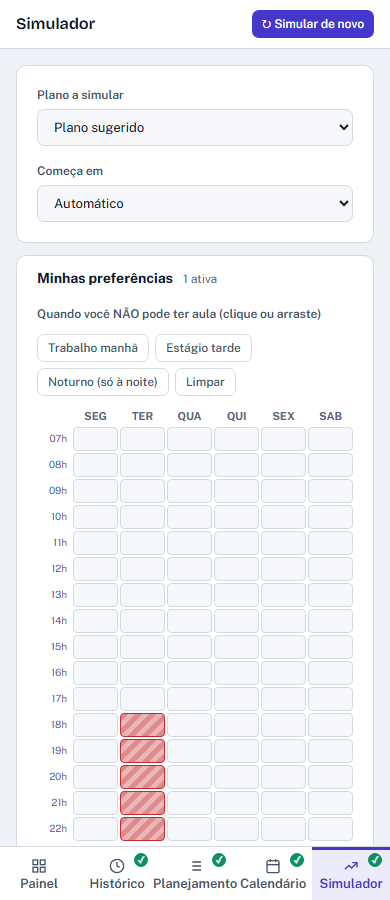 Simulador
↻ Simular de novo
Plano a simular
Plano sugerido
Começa em
Automático
Minhas preferências 1 ativa
Quando você NÃO pode ter aula (clique ou arraste)
Trabalho manhã Estágio tarde
Noturno (só à noite) Limpar
SEG TER QUA QUI SEX SAB
07h
08h
09h
10h
11h
12h
13h
14h
15h
16h
17h
18h
19h
20h
21h
22h
Painel Histórico Planejamento Calendário Simulador